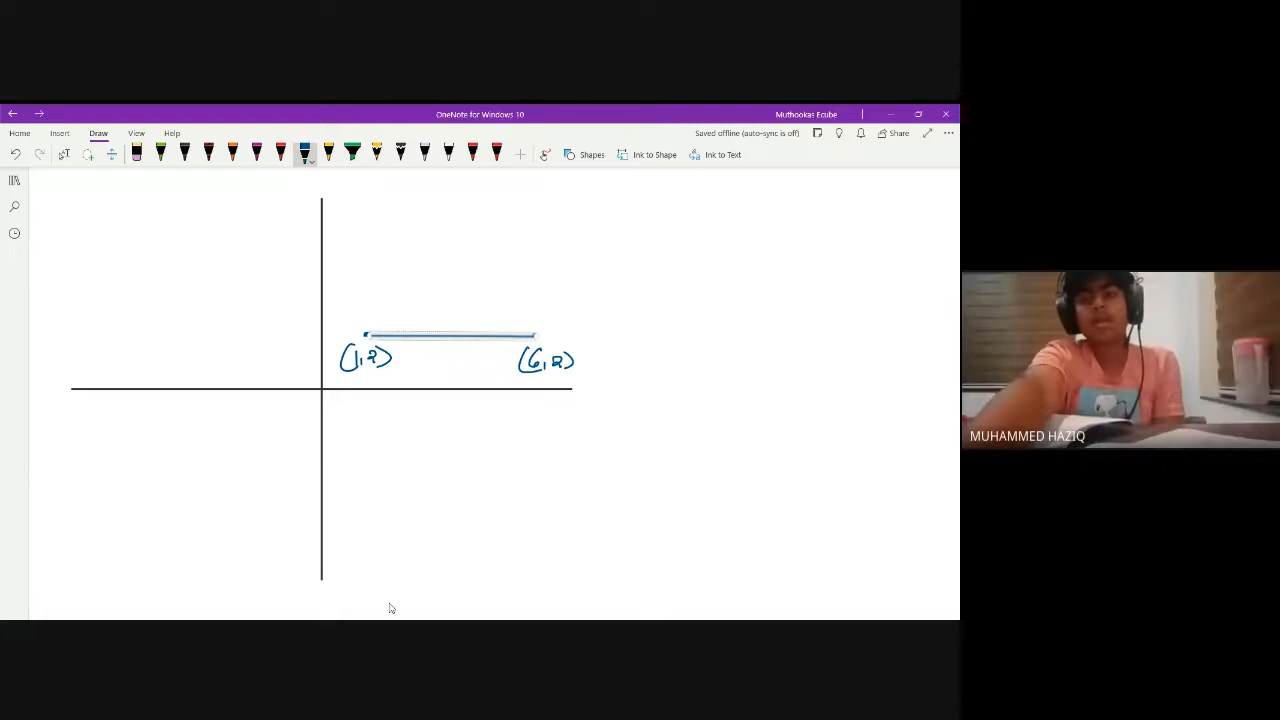 OneNote for Windows 10
Muthookas Ecube
Home Insert Draw View Help
Saved offline (auto-sync is off)
Share
Shapes
Ink to Shape
Ink to Text
(1,2)
(6,2)
MUHAMMED HAZIQ